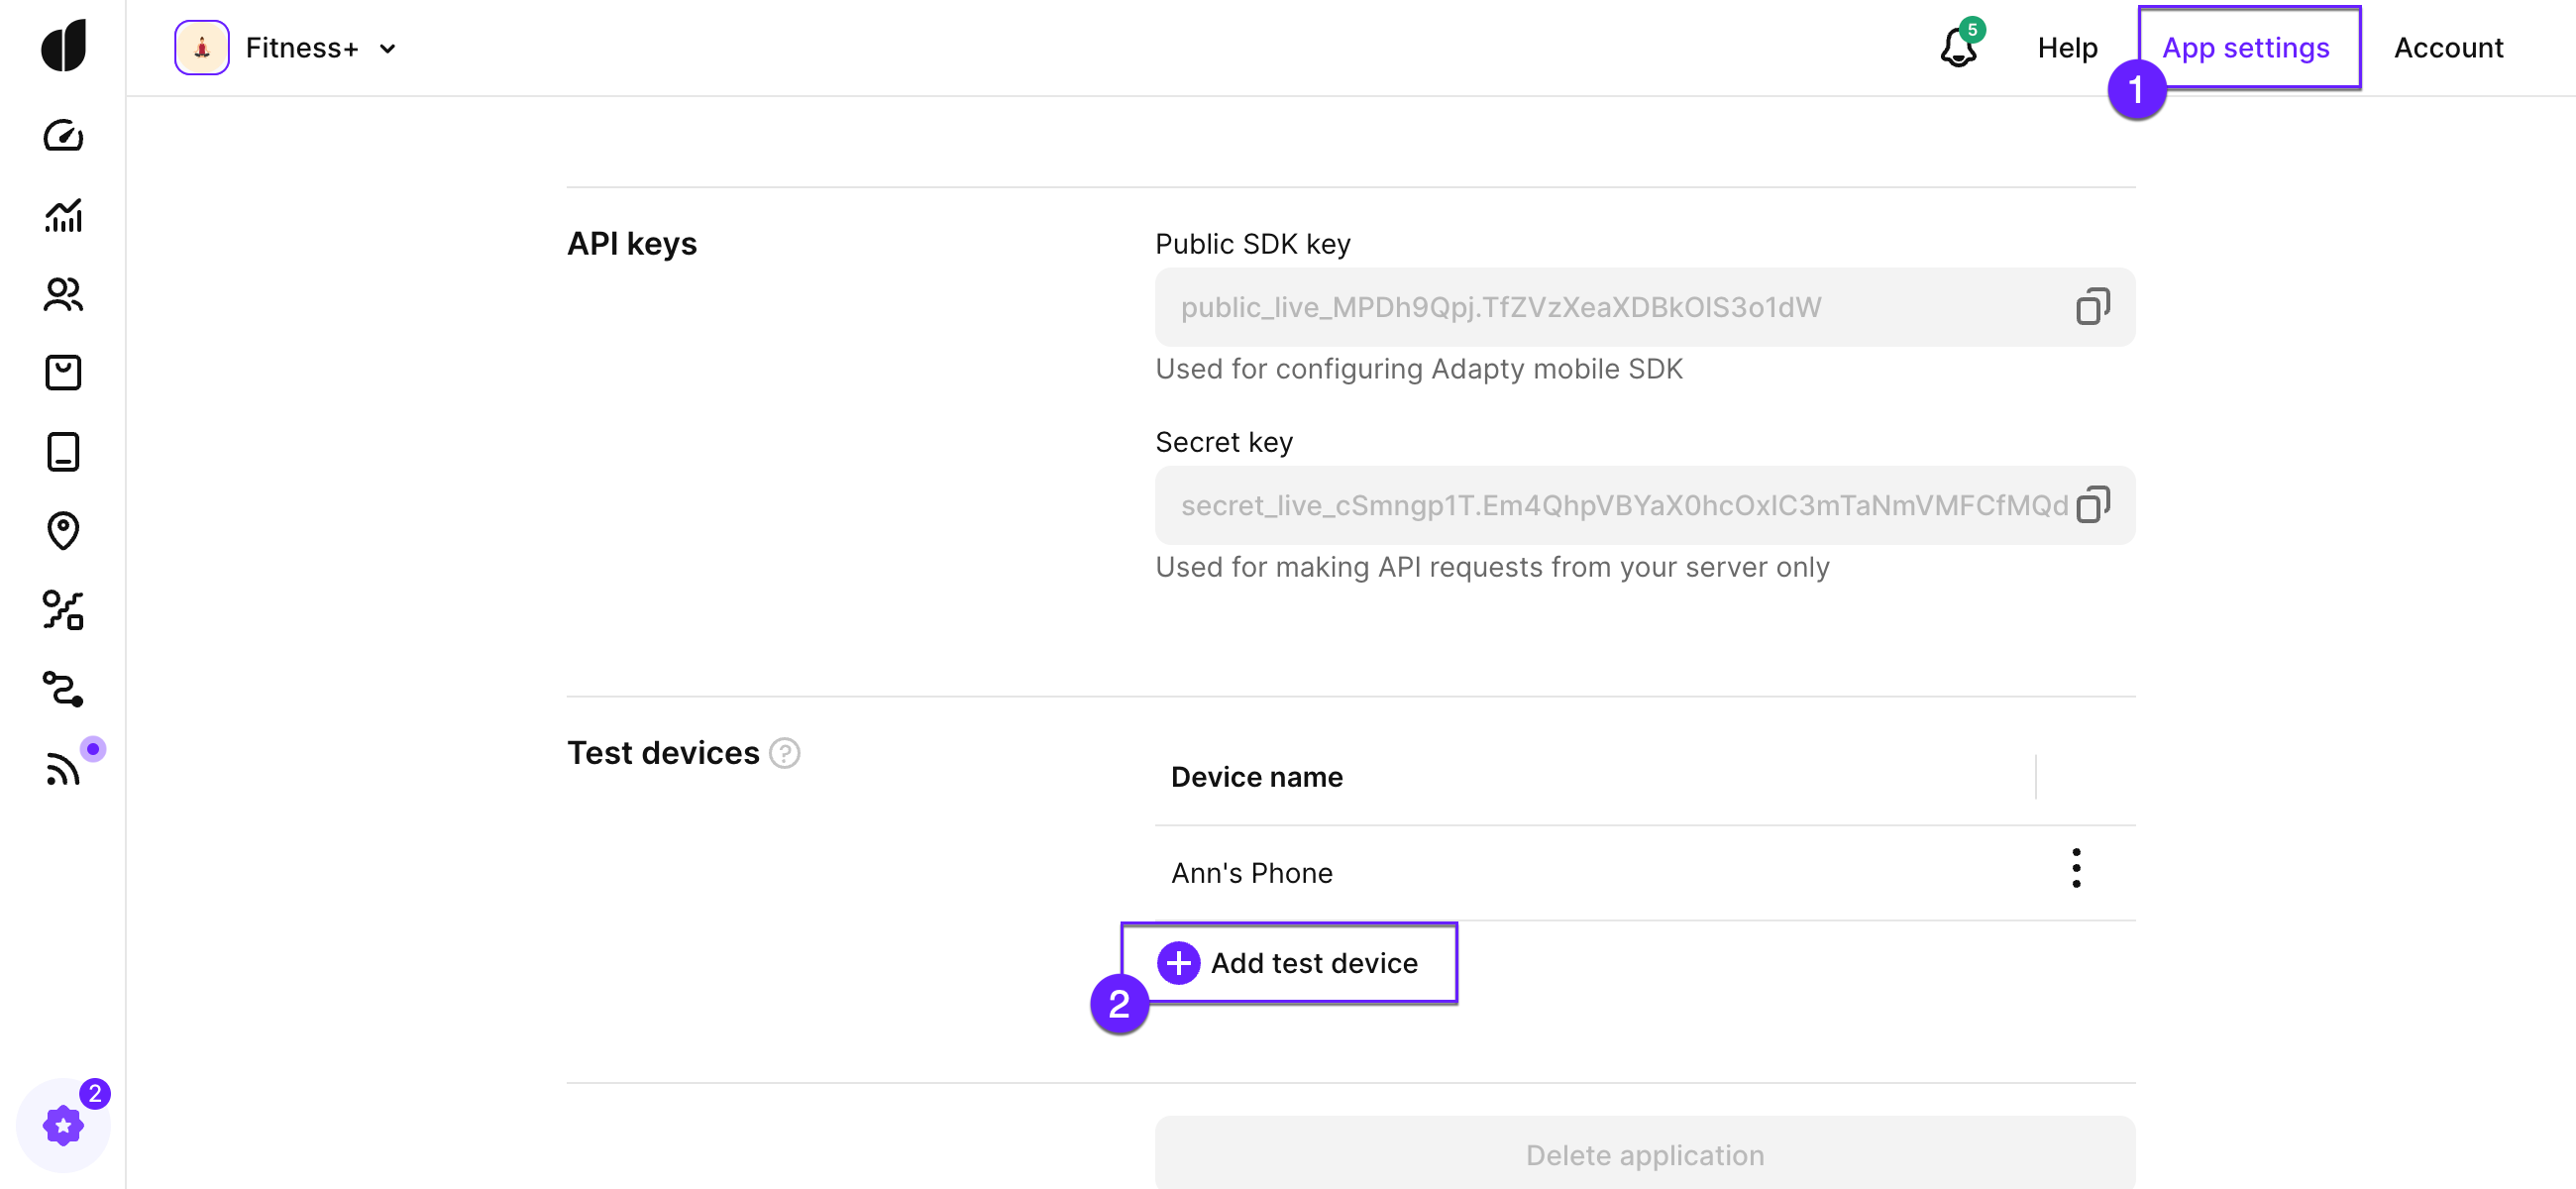 Fitness+
5
Help
App settings
Account
1
API keys
Public SDK key
public_live_MPDh9Qpj.TfZVzXeaXDBkOlS3o1dW
Used for configuring Adapty mobile SDK
Secret key
secret_live_cSmngp1T.Em4QhpVBYaX0hcOxlC3mTaNmVMFCfMQd
Used for making API requests from your server only
Test devices ?
Device name
Ann's Phone
Add test device
2
2
Delete application